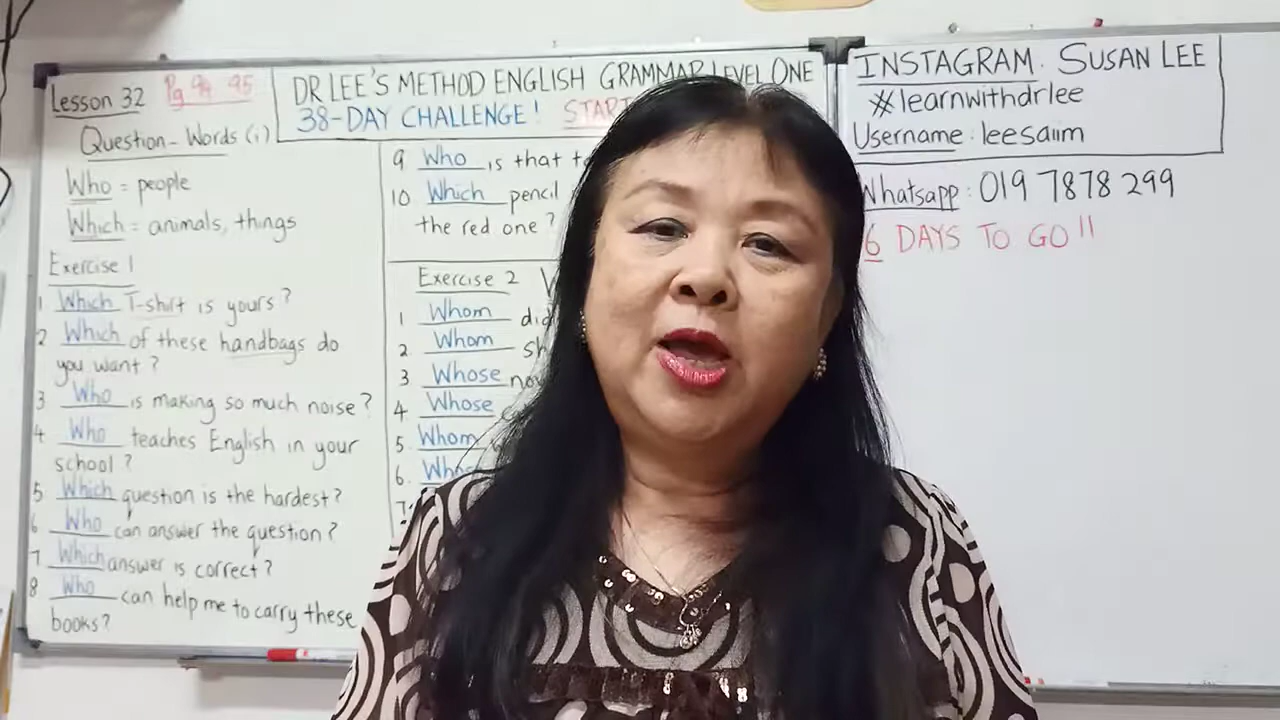 Lesson 32 Pg 94 95
Question-Words (i)
Who = people
Which = animals, things
Exercise 1
1 Which T-shirt is yours?
2 Which of these handbags do
you want?
3 Who is making so much noise?
4 Who teaches English in your
school?
5 Which question is the hardest?
6 Who can answer the question?
7 Which answer is correct?
8 Who can help me to carry these
books?
DR LEE'S METHOD ENGLISH GRAMMAR LEVEL ONE
38-DAY CHALLENGE!
9 Who is that
10 Which pencil
the red one?
Exercise 2
1 Whom did
2. Whom
3 Whose
4 Whose
5. Whom
6.
7.
INSTAGRAM: SUSAN LEE
#learnwithdrlee
Username: leesaiim
Whatsapp: 019 7878 299
6 DAYS TO GO!!